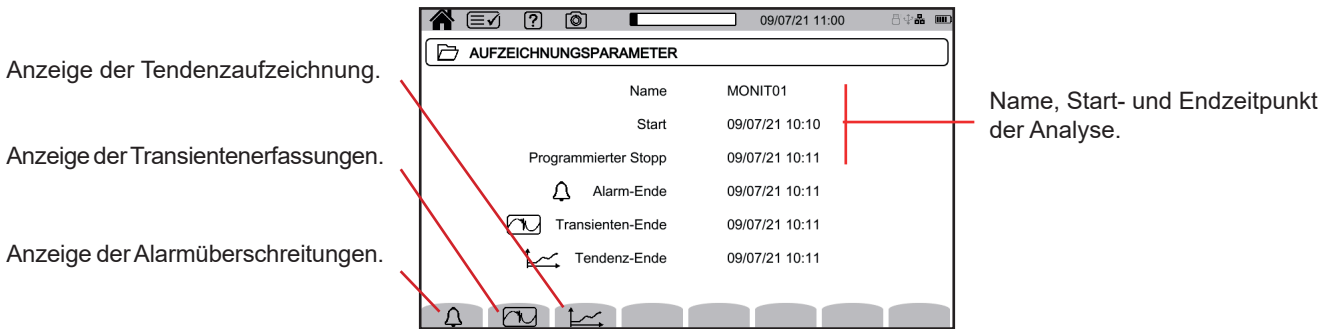 09/07/21 11:00
AUFZEICHNUNGSPARAMETER
Anzeige der Tendenzaufzeichnung.
Name MONIT01
Start 09/07/21 10:10
Name, Start- und Endzeitpunkt
der Analyse.
Anzeige der Transientenerfassungen.
Programmierter Stopp 09/07/21 10:11
Alarm-Ende 09/07/21 10:11
Transienten-Ende 09/07/21 10:11
Anzeige der Alarmüberschreitungen.
Tendenz-Ende 09/07/21 10:11